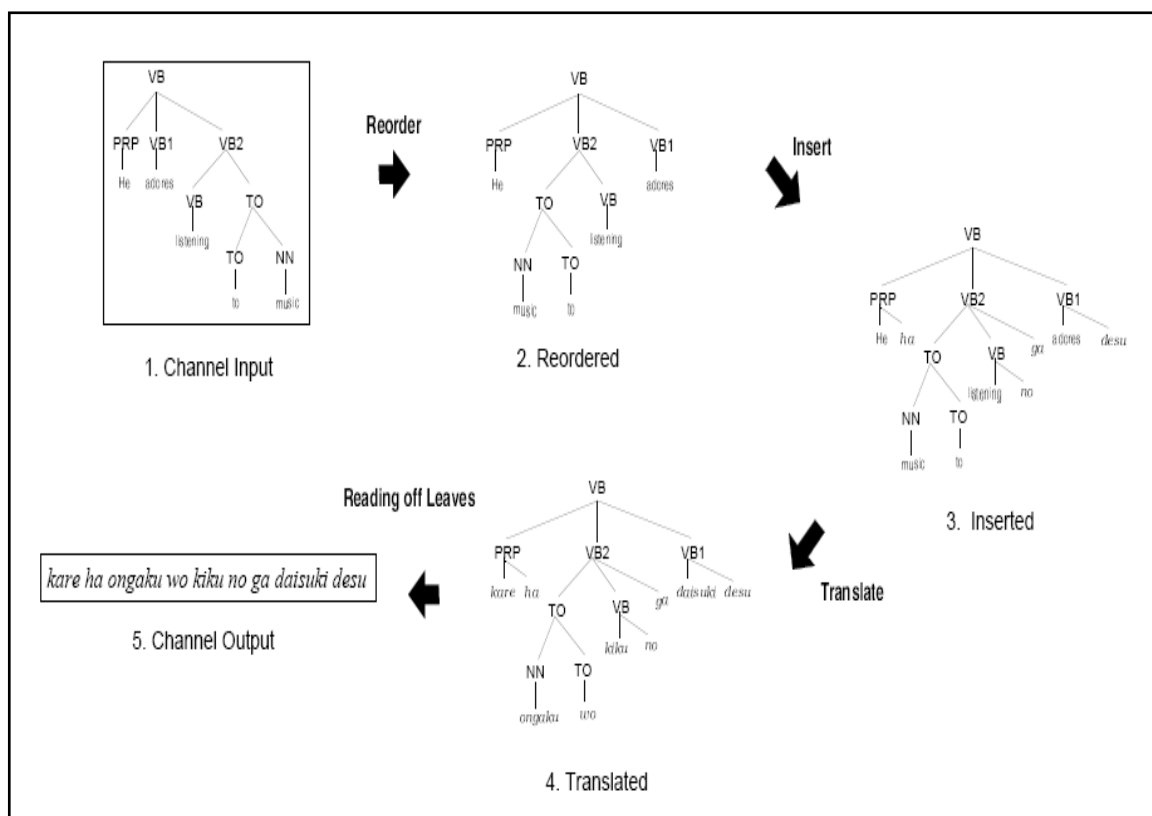 VB
PRP VB1 VB2
He adores VB TO
listening
TO NN
to music
1. Channel Input
Reorder
VB
PRP VB2 VB1
He adores
TO VB
listening
NN TO
music to
2. Reordered
Insert
VB
PRP VB2 VB1
He ha ga adores desu
TO VB
listening no
NN TO
music to
3. Inserted
Translate
VB
PRP VB2 VB1
kare ha ga daisuki desu
TO VB
kiku no
NN TO
ongaku wo
4. Translated
Reading off Leaves
kare ha ongaku wo kiku no ga daisuki desu
5. Channel Output